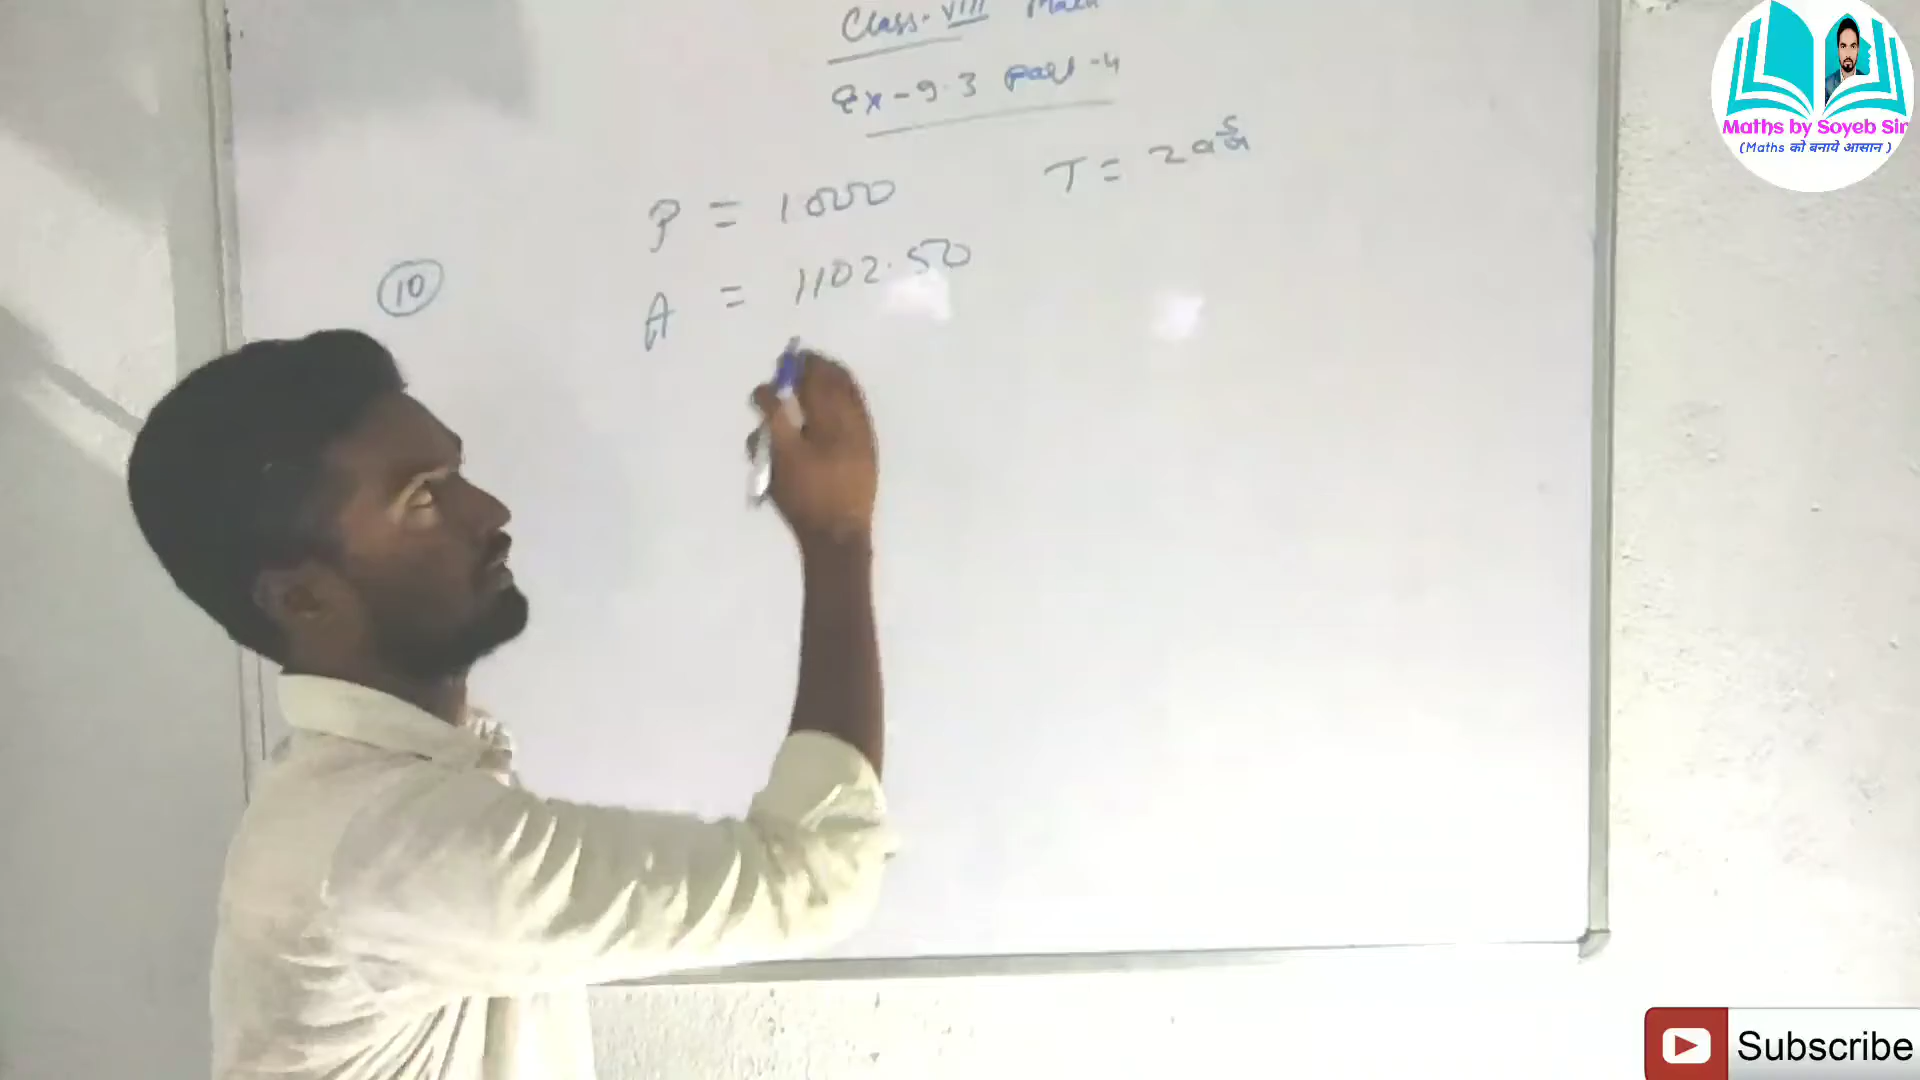 Class-VIII Math
Ex-9.3 Part-4
P = 1000
T = 2 वर्ष
10
A = 1102.50
Maths by Soyeb Sir
(Maths को बनाये आसान )
Subscribe